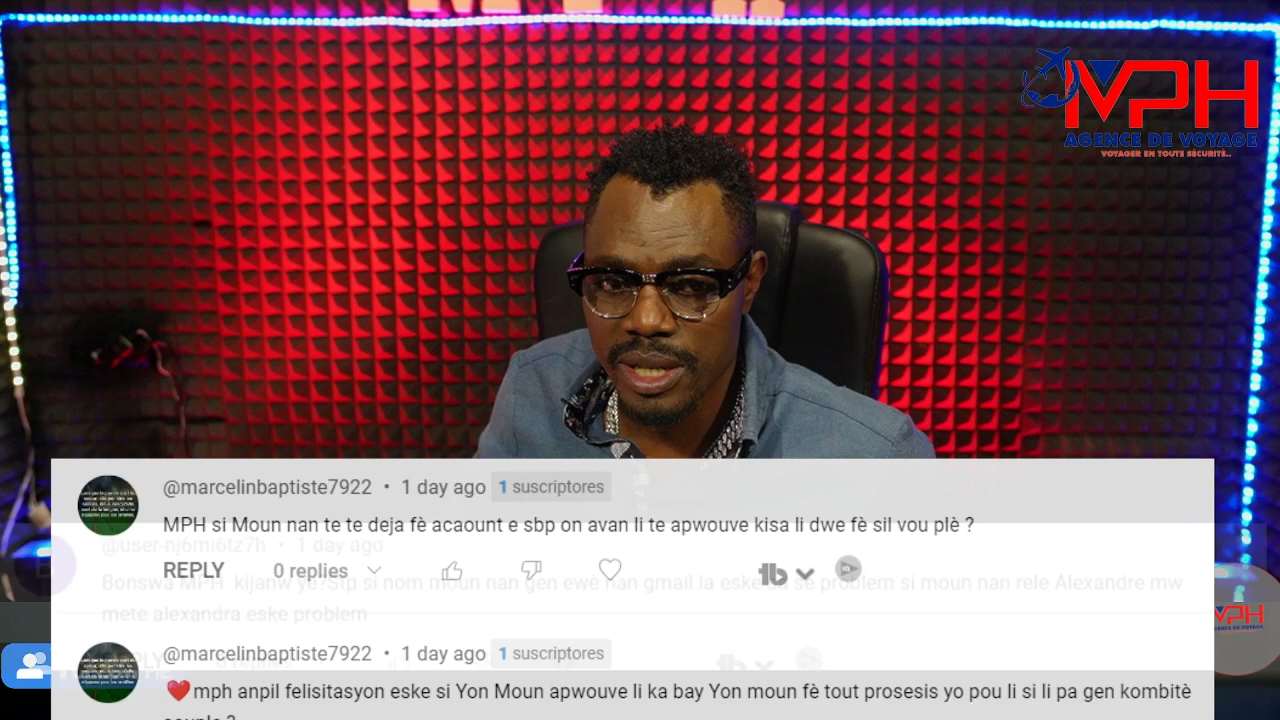 MPH
AGENCE DE VOYAGE
VOYAGER EN TOUTE SÉCURITÉ..
@marcelinbaptiste7922 • 1 day ago 1 suscriptores
MPH si Moun nan te te deja fè acaount e sbp on avan li te apwouve kisa li dwe fè sil vou plè ?
@user-nj6mi6tz7h • 1 day ago
REPLY 0 replies
Bonswa MPH kijanw ye?Stp si nom moun nan gen ewè nan gmail la eske sa se problem si moun nan rele Alexandre mw
mete alexandra eske problem
MPH
@marcelinbaptiste7922 • 1 day ago 1 suscriptores
❤️mph anpil felisitasyon eske si Yon Moun apwouve li ka bay Yon moun fè tout prosesis yo pou li si li pa gen kombitè